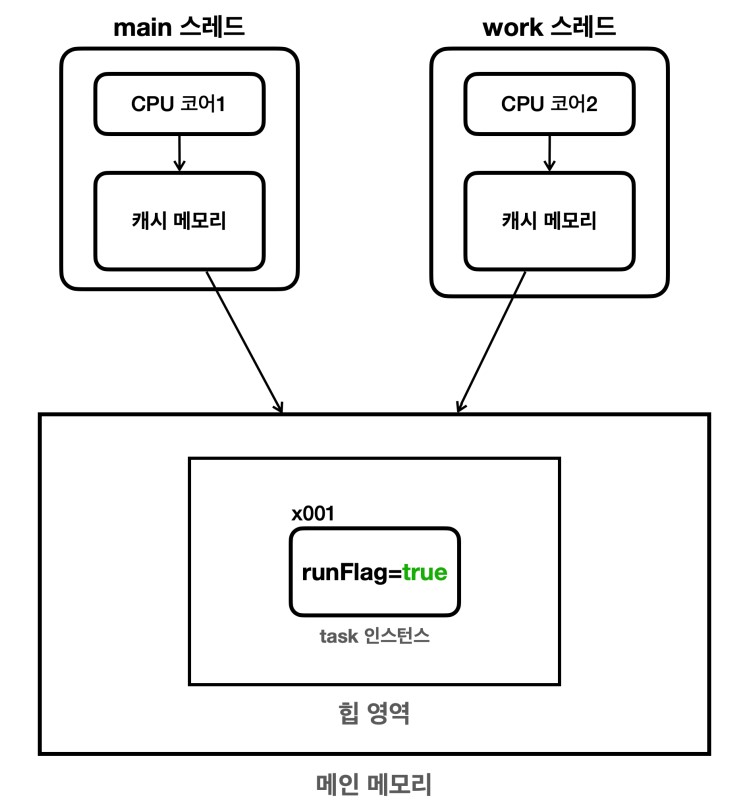 main 스레드
work 스레드
CPU 코어1
CPU 코어2
캐시 메모리
캐시 메모리
x001
runFlag=true
task 인스턴스
힙 영역
메인 메모리